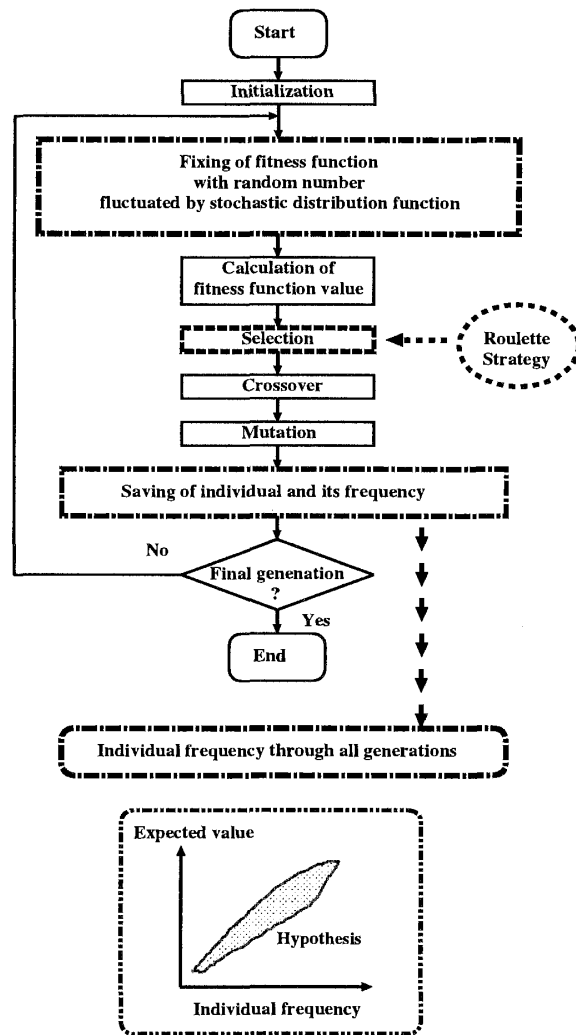 Start
Initialization
Fixing of fitness function
with random number
fluctuated by stochastic distribution function
Calculation of
fitness function value
Selection
Roulette
Strategy
Crossover
Mutation
Saving of individual and its frequency
No
Final genenation
?
Yes
End
Individual frequency through all generations
Expected value
Hypothesis
Individual frequency